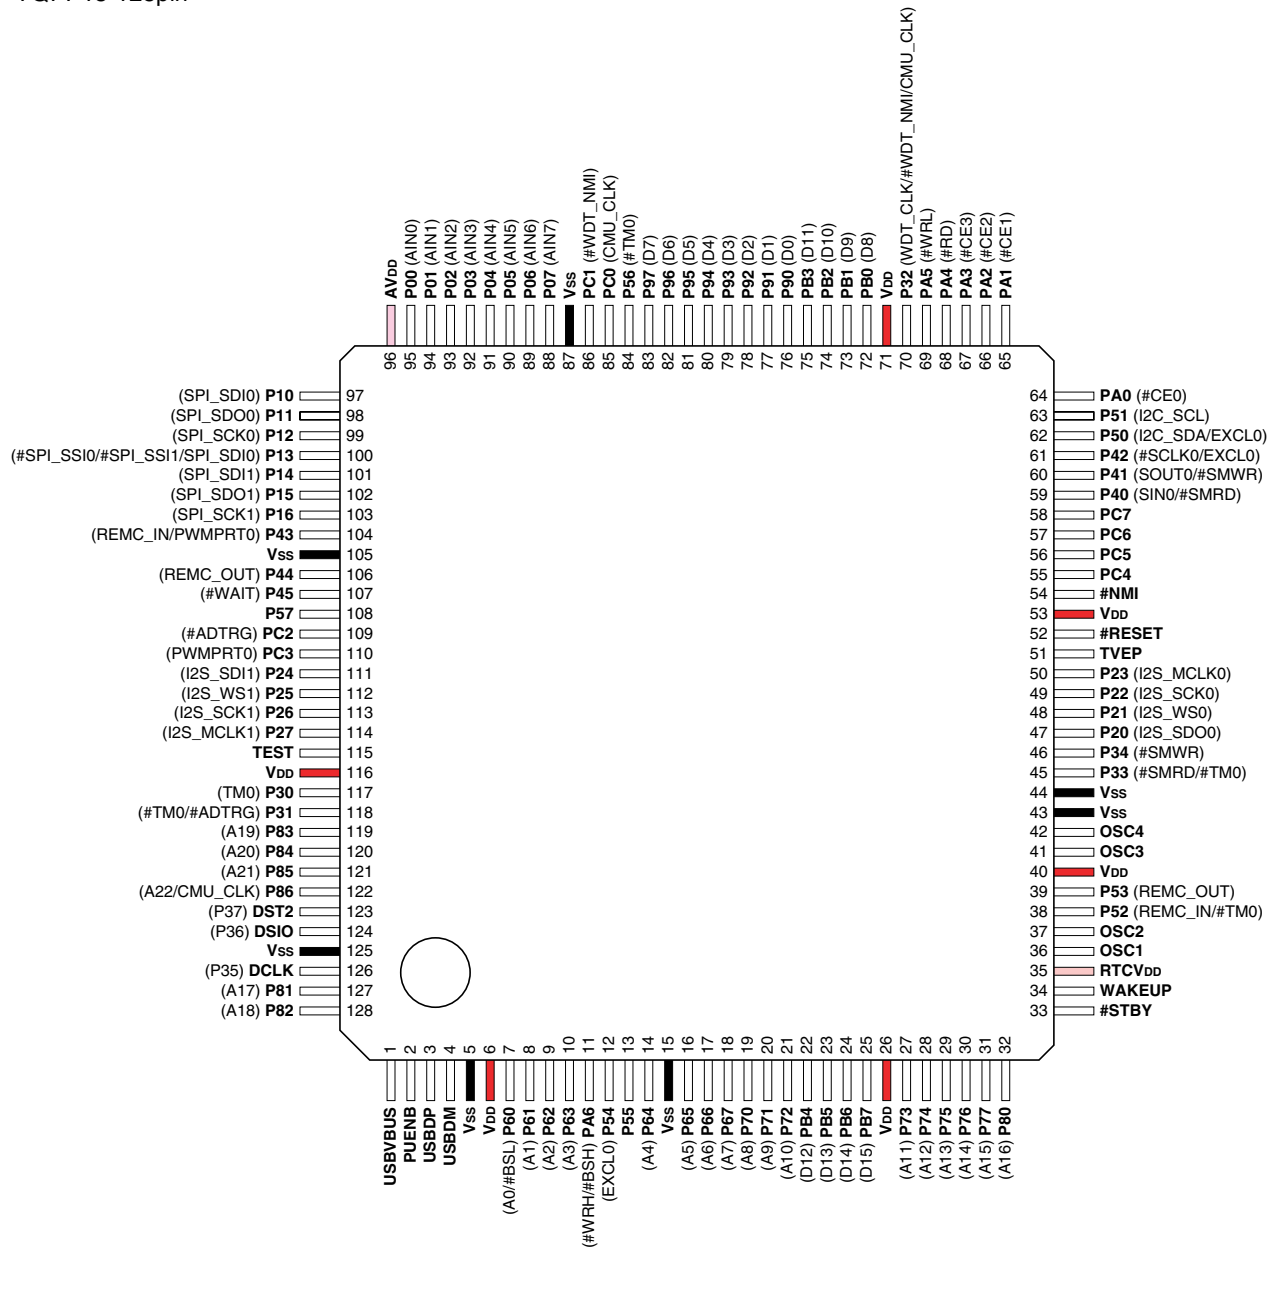 AVDD
P00 (AIN0)
P01 (AIN1)
P02 (AIN2)
P03 (AIN3)
P04 (AIN4)
P05 (AIN5)
P06 (AIN6)
P07 (AIN7)
Vss
PC1 (#WDT_NMI)
PC0 (CMU_CLK)
P56 (#TM0)
P97 (D7)
P96 (D6)
P95 (D5)
P94 (D4)
P93 (D3)
P92 (D2)
P91 (D1)
P90 (D0)
PB3 (D11)
PB2 (D10)
PB1 (D9)
PB0 (D8)
VDD
P32 (WDT_CLK/#WDT_NMI/CMU_CLK)
PA5 (#WRL)
PA4 (#RD)
PA3 (#CE3)
PA2 (#CE2)
PA1 (#CE1)
96 95 94 93 92 91 90 89 88 87 86 85 84 83 82 81 80 79 78 77 76 75 74 73 72 71 70 69 68 67 66 65
(SPI_SDI0) P10 97
(SPI_SDO0) P11 98
(SPI_SCK0) P12 99
(#SPI_SSI0/#SPI_SSI1/SPI_SDI0) P13 100
(SPI_SDI1) P14 101
(SPI_SDO1) P15 102
(SPI_SCK1) P16 103
(REMC_IN/PWMPRT0) P43 104
Vss 105
(REMC_OUT) P44 106
(#WAIT) P45 107
P57 108
(#ADTRG) PC2 109
(PWMPRT0) PC3 110
(I2S_SDI1) P24 111
(I2S_WS1) P25 112
(I2S_SCK1) P26 113
(I2S_MCLK1) P27 114
TEST 115
VDD 116
(TM0) P30 117
(#TM0/#ADTRG) P31 118
(A19) P83 119
(A20) P84 120
(A21) P85 121
(A22/CMU_CLK) P86 122
(P37) DST2 123
(P36) DSIO 124
Vss 125
(P35) DCLK 126
(A17) P81 127
(A18) P82 128
64 PA0 (#CE0)
63 P51 (I2C_SCL)
62 P50 (I2C_SDA/EXCL0)
61 P42 (#SCLK0/EXCL0)
60 P41 (SOUT0/#SMWR)
59 P40 (SIN0/#SMRD)
58 PC7
57 PC6
56 PC5
55 PC4
54 #NMI
53 VDD
52 #RESET
51 TVEP
50 P23 (I2S_MCLK0)
49 P22 (I2S_SCK0)
48 P21 (I2S_WS0)
47 P20 (I2S_SDO0)
46 P34 (#SMWR)
45 P33 (#SMRD/#TM0)
44 Vss
43 Vss
42 OSC4
41 OSC3
40 VDD
39 P53 (REMC_OUT)
38 P52 (REMC_IN/#TM0)
37 OSC2
36 OSC1
35 RTCVDD
34 WAKEUP
33 #STBY
1 2 3 4 5 6 7 8 9 10 11 12 13 14 15 16 17 18 19 20 21 22 23 24 25 26 27 28 29 30 31 32
USBVBUS
PUENB
USBDP
USBDM
Vss
VDD
(A0/#BSL) P60
(A1) P61
(A2) P62
(A3) P63
(#WRH/#BSH) PA6
(EXCL0) P54
P55
(A4) P64
Vss
(A5) P65
(A6) P66
(A7) P67
(A8) P70
(A9) P71
(A10) P72
(D12) PB4
(D13) PB5
(D14) PB6
(D15) PB7
VDD
(A11) P73
(A12) P74
(A13) P75
(A14) P76
(A15) P77
(A16) P80